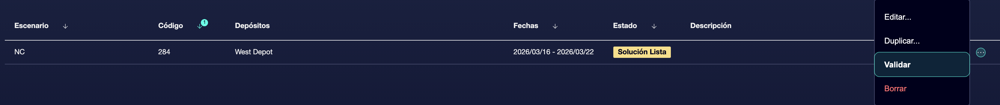 Escenario Código 1 Depósitos Fechas Estado Descripción
NC 284 West Depot 2026/03/16 - 2026/03/22 Solución Lista
Editar...
Duplicar...
Validar
Borrar